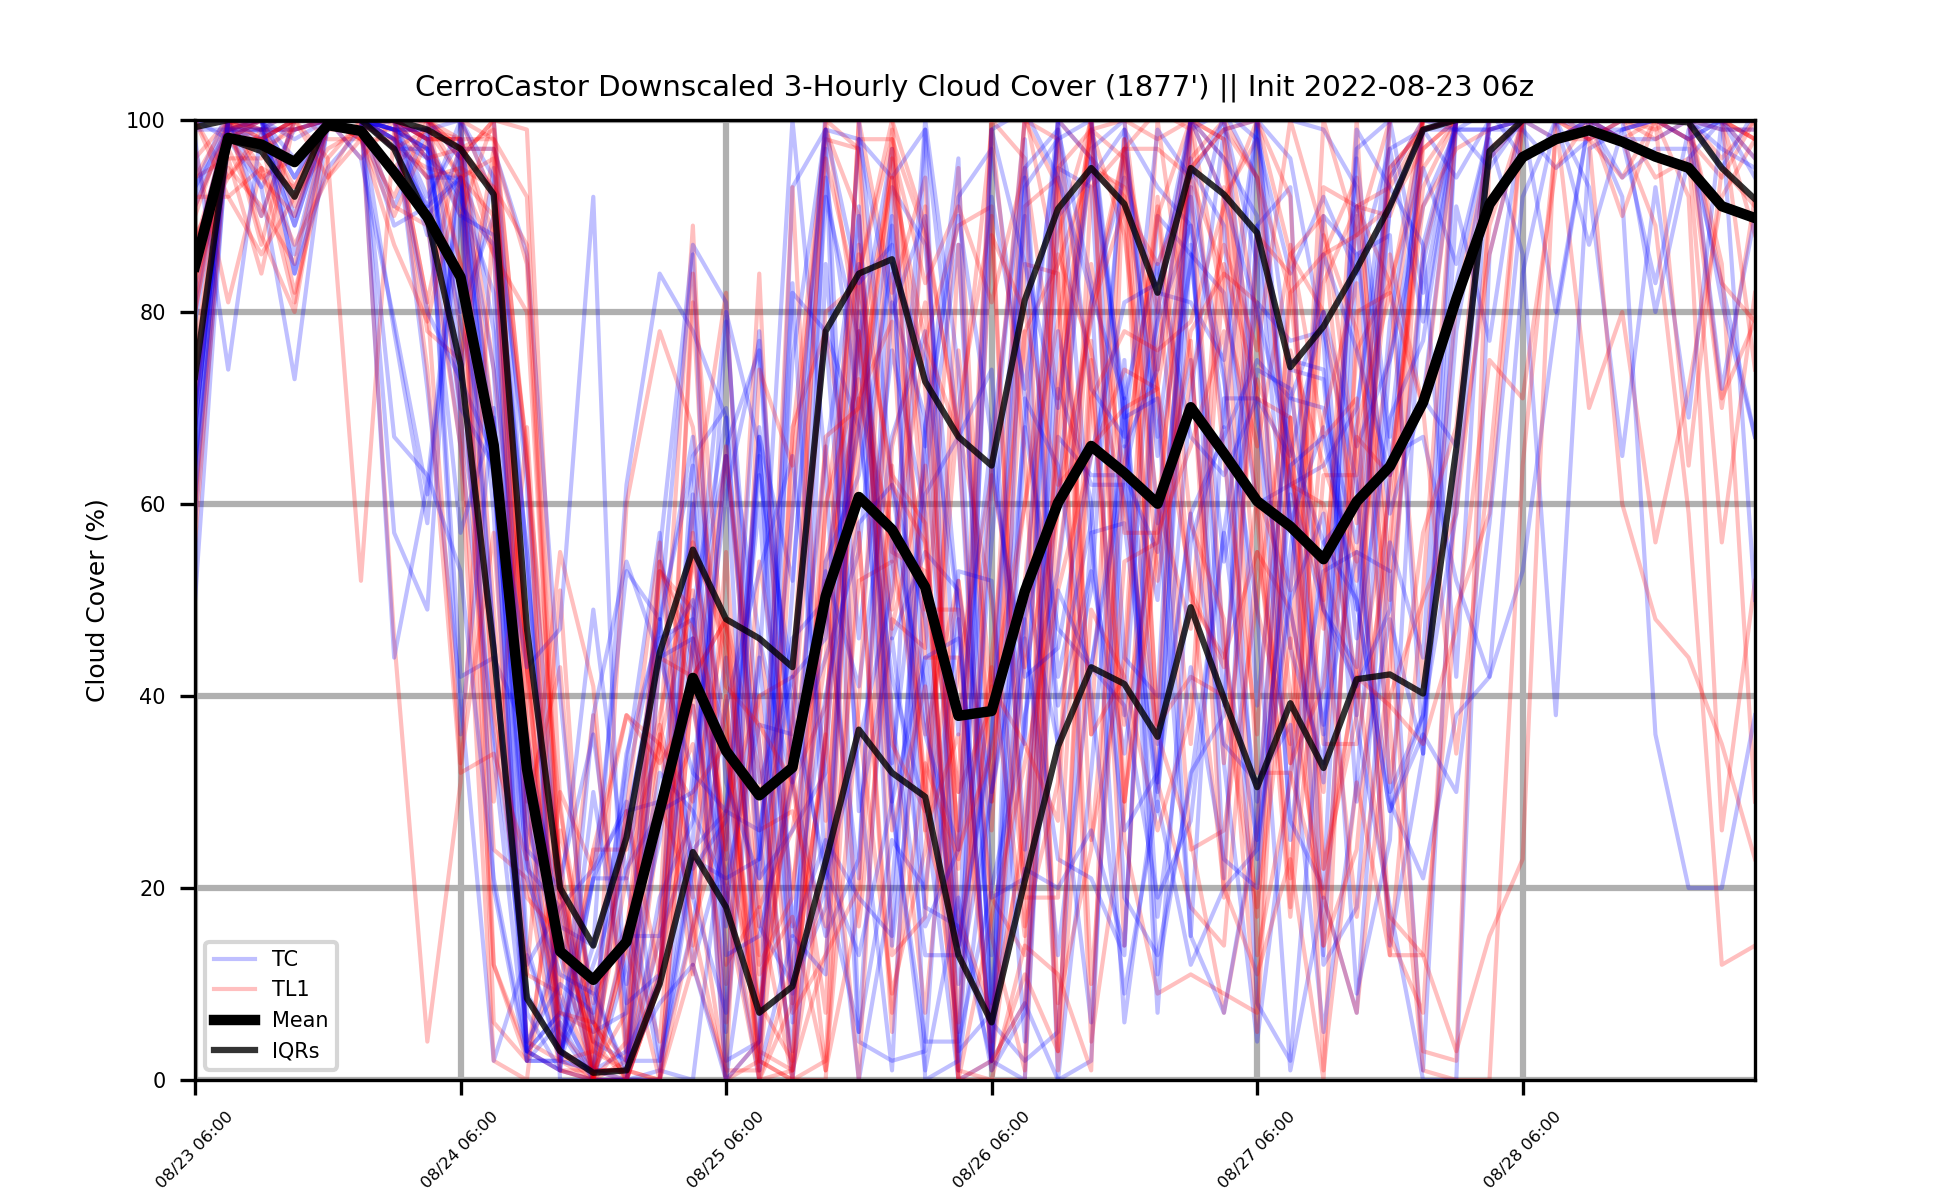 CerroCastor Downscaled 3-Hourly Cloud Cover (1877') || Init 2022-08-23 06z
Cloud Cover (%)
100
80
60
40
20
0
TC
TL1
Mean
IQRs
08/23 06:00
08/24 06:00
08/25 06:00
08/26 06:00
08/27 06:00
08/28 06:00